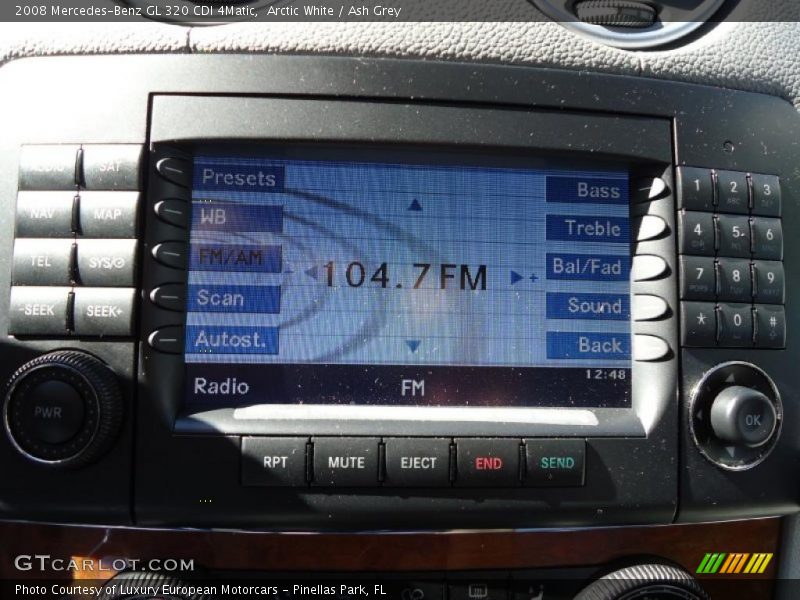 2008 Mercedes-Benz GL 320 CDI 4Matic, Arctic White / Ash Grey
SAT
NAV MAP
TEL SYS
-SEEK SEEK+
PWR
Presets
WB
FM/AM
Scan
Autost.
- 104.7 FM +
Bass
Treble
Bal/Fad
Sound
Back
Radio FM 12:48
1 2 ABC 3
4 5 6
7 8 9
* 0 #
OK
RPT MUTE EJECT END SEND
GTCARLOT.COM
Photo Courtesy of Luxury European Motorcars - Pinellas Park, FL